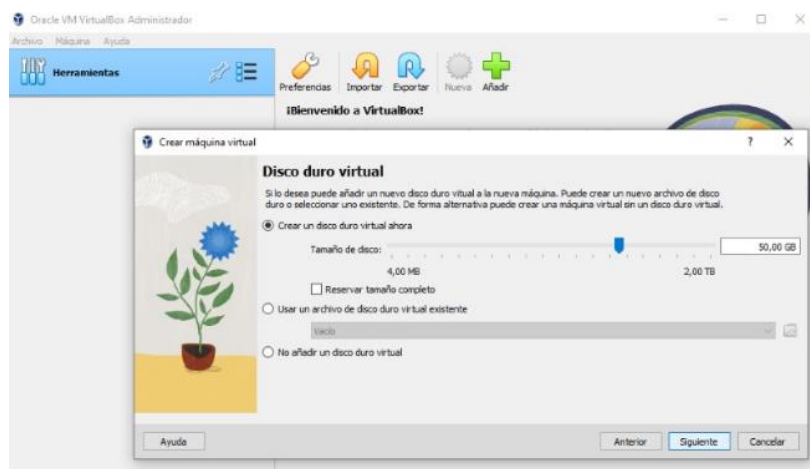 Oracle VM VirtualBox Administrador
Archivo Máquina Ayuda
Herramientas
Preferencias Importar Exportar Nueva Añadir
¡Bienvenido a VirtualBox!
Crear máquina virtual
? ×
Disco duro virtual
Si lo desea puede añadir un nuevo disco duro vitual a la nueva máquina. Puede crear un nuevo archivo de disco
duro o seleccionar uno existente. De forma alternativa puede crear una máquina virtual sin un disco duro virtual.
Crear un disco duro virtual ahora
Tamaño de disco: 50,00 GB
4,00 MB 2,00 TB
Reservar tamaño completo
Usar un archivo de disco duro virtual existente
Vacío
No añadir un disco duro virtual
Ayuda Anterior Siguiente Cancelar